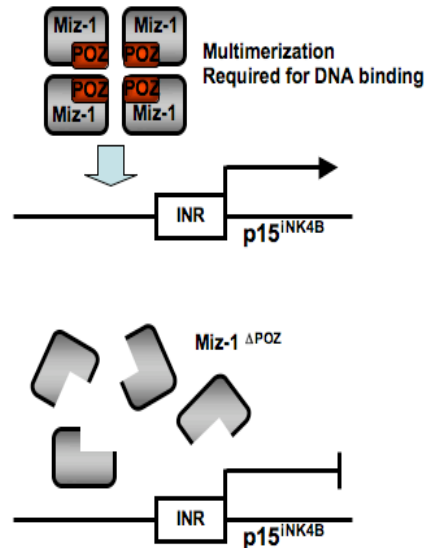 Miz-1 Miz-1
POZ POZ
Multimerization
Required for DNA binding
POZ POZ
Miz-1 Miz-1
INR
p15iNK4B
Miz-1 ΔPOZ
INR
p15iNK4B